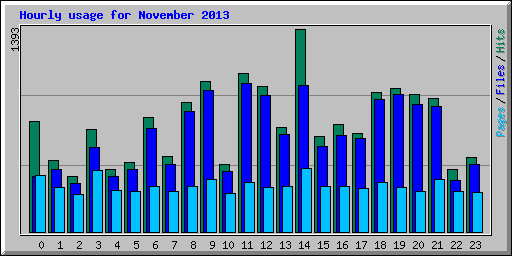 Hourly usage for November 2013
1393
Pages / Files / Hits
0 1 2 3 4 5 6 7 8 9 10 11 12 13 14 15 16 17 18 19 20 21 22 23